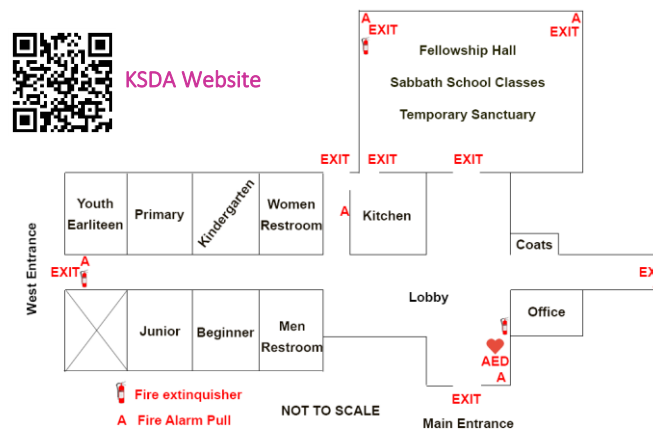 KSDA Website
A
EXIT
A
EXIT
Fellowship Hall
Sabbath School Classes
Temporary Sanctuary
EXIT
EXIT
EXIT
Youth
Earliteen
Primary
Kindergarten
Women
Restroom
A
Kitchen
Coats
West Entrance
A
EXIT
EX
Lobby
Office
Junior
Beginner
Men
Restroom
AED
A
EXIT
Main Entrance
Fire extinquisher
A Fire Alarm Pull
NOT TO SCALE